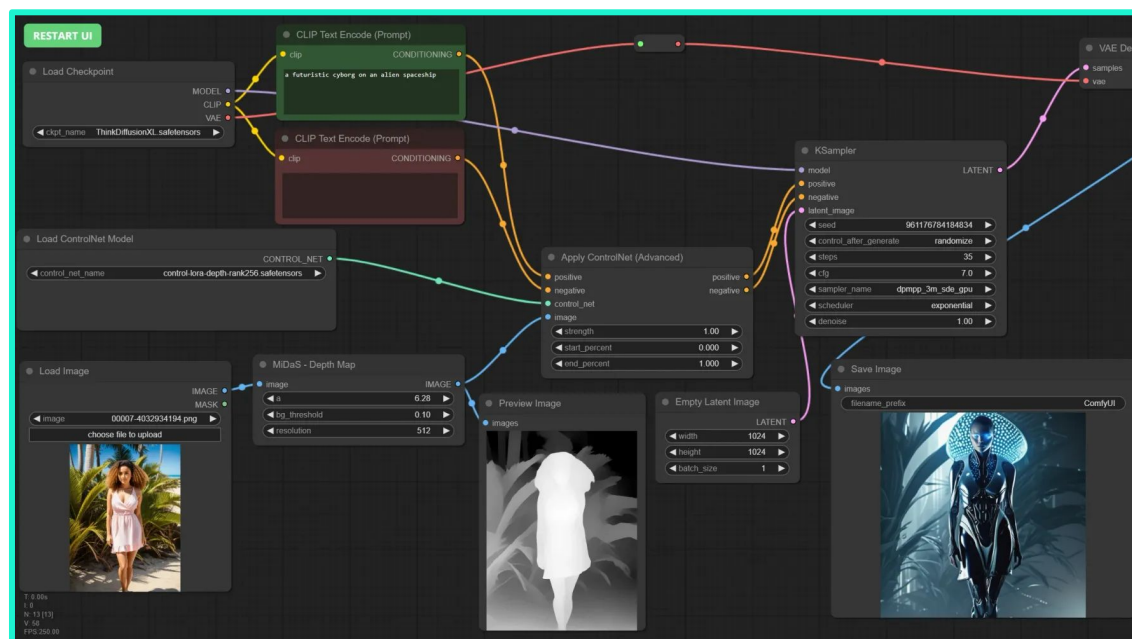 RESTART UI
Load Checkpoint
MODEL
CLIP
VAE
ckpt_name ThinkDiffusionXL.safetensors
CLIP Text Encode (Prompt)
clip CONDITIONING
a futuristic cyborg on an alien spaceship
CLIP Text Encode (Prompt)
clip CONDITIONING
Load ControlNet Model
CONTROL_NET
control_net_name control-lora-depth-rank256.safetensors
Load Image
IMAGE
MASK
image 00007-4032934194.png
choose file to upload
MiDaS - Depth Map
image IMAGE
a 6.28
bg_threshold 0.10
resolution 512
Apply ControlNet (Advanced)
positive positive
negative negative
control_net
image
strength 1.00
start_percent 0.000
end_percent 1.000
Preview Image
images
Empty Latent Image
LATENT
width 1024
height 1024
batch_size 1
KSampler
model LATENT
positive
negative
latent_image
seed 961176784184834
control_after_generate randomize
steps 35
cfg 7.0
sampler_name dpmpp_3m_sde_gpu
scheduler exponential
denoise 1.00
VAE De
samples
vae
Save Image
images
filename_prefix ComfyUI
T: 0.00s
I: 0
N: 13 [13]
V: 50
FPS:250.00